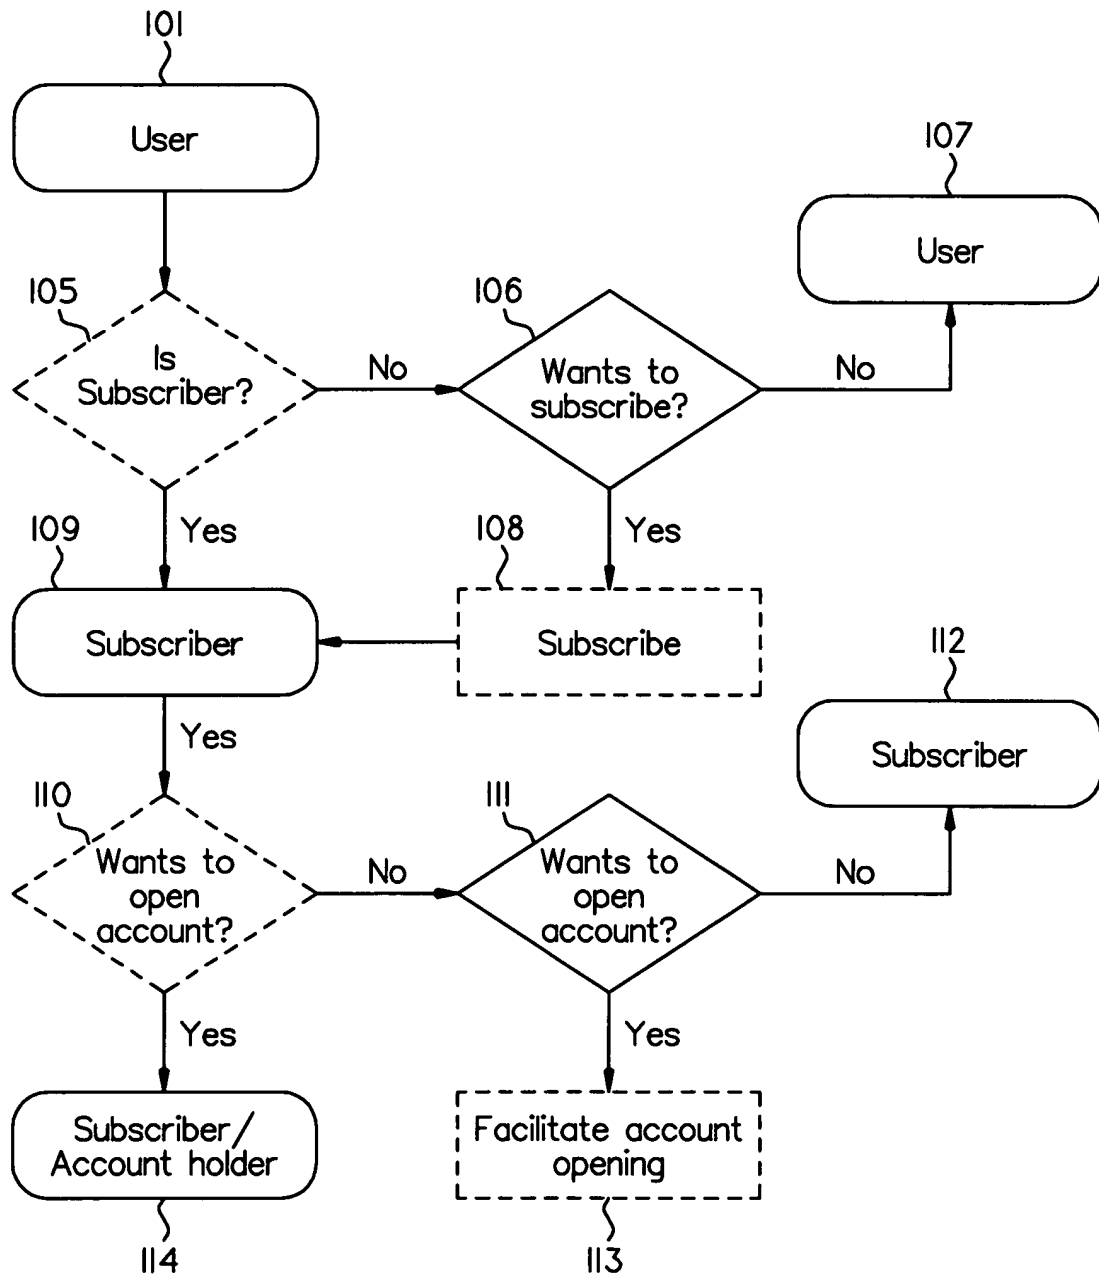 101
User
107
User
105
Is
Subscriber?
No
106
Wants to
subscribe?
No
Yes
Yes
109
Subscriber
108
Subscribe
112
Subscriber
Yes
110
Wants to
open
account?
No
111
Wants to
open
account?
No
Yes
Yes
Subscriber/
Account holder
114
Facilitate account
opening
113